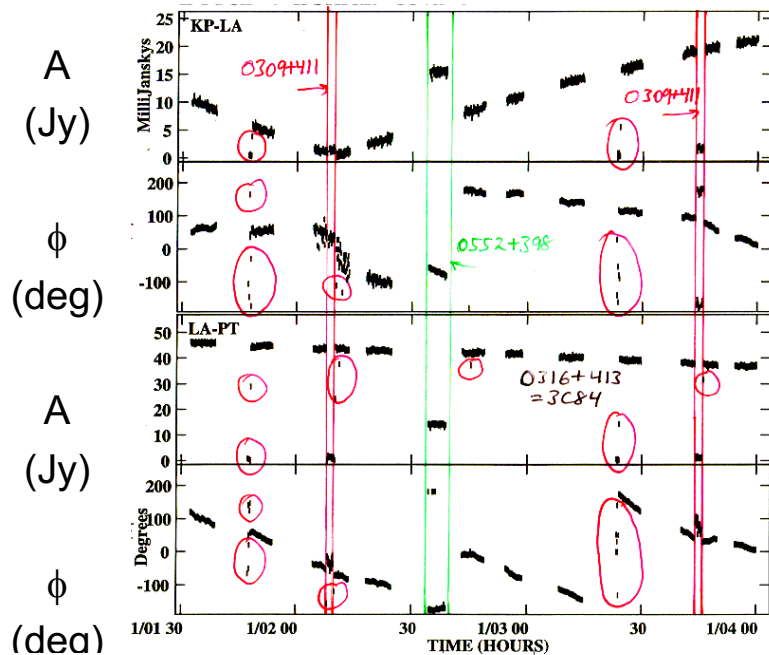 A
(Jy)
ϕ
(deg)
A
(Jy)
ϕ
(deg)
KP-LA
MilliJanskys
25
20
15
10
5
0
0309+411
0309+411
200
100
0
-100
0552+398
LA-PT
50
40
30
20
10
0
0316+413
=3C84
Degrees
200
100
0
-100
1/01 30
1/02 00
30
1/03 00
30
1/04 00
TIME (HOURS)